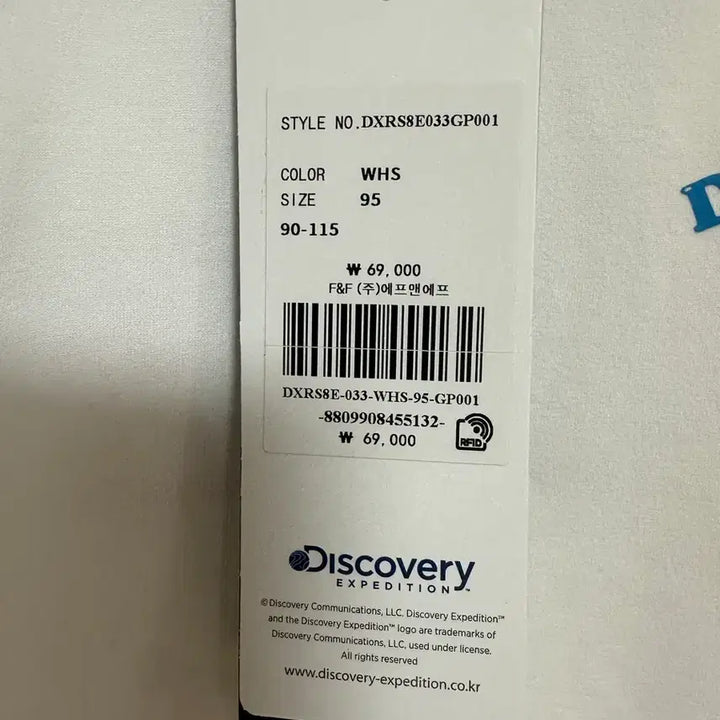 STYLE NO.DXRS8E033GP001
COLOR WHS
SIZE 95
90-115
₩ 69,000
F&F (주)에프앤에프
DXRS8E-033-WHS-95-GP001
-8809908455132-
₩ 69,000
RFID
Discovery
EXPEDITION™
© Discovery Communications, LLC. Discovery Expedition™
and the Discovery Expedition™ logo are trademarks of
Discovery Communications, LLC, used under license.
All rights reserved
www.discovery-expedition.co.kr